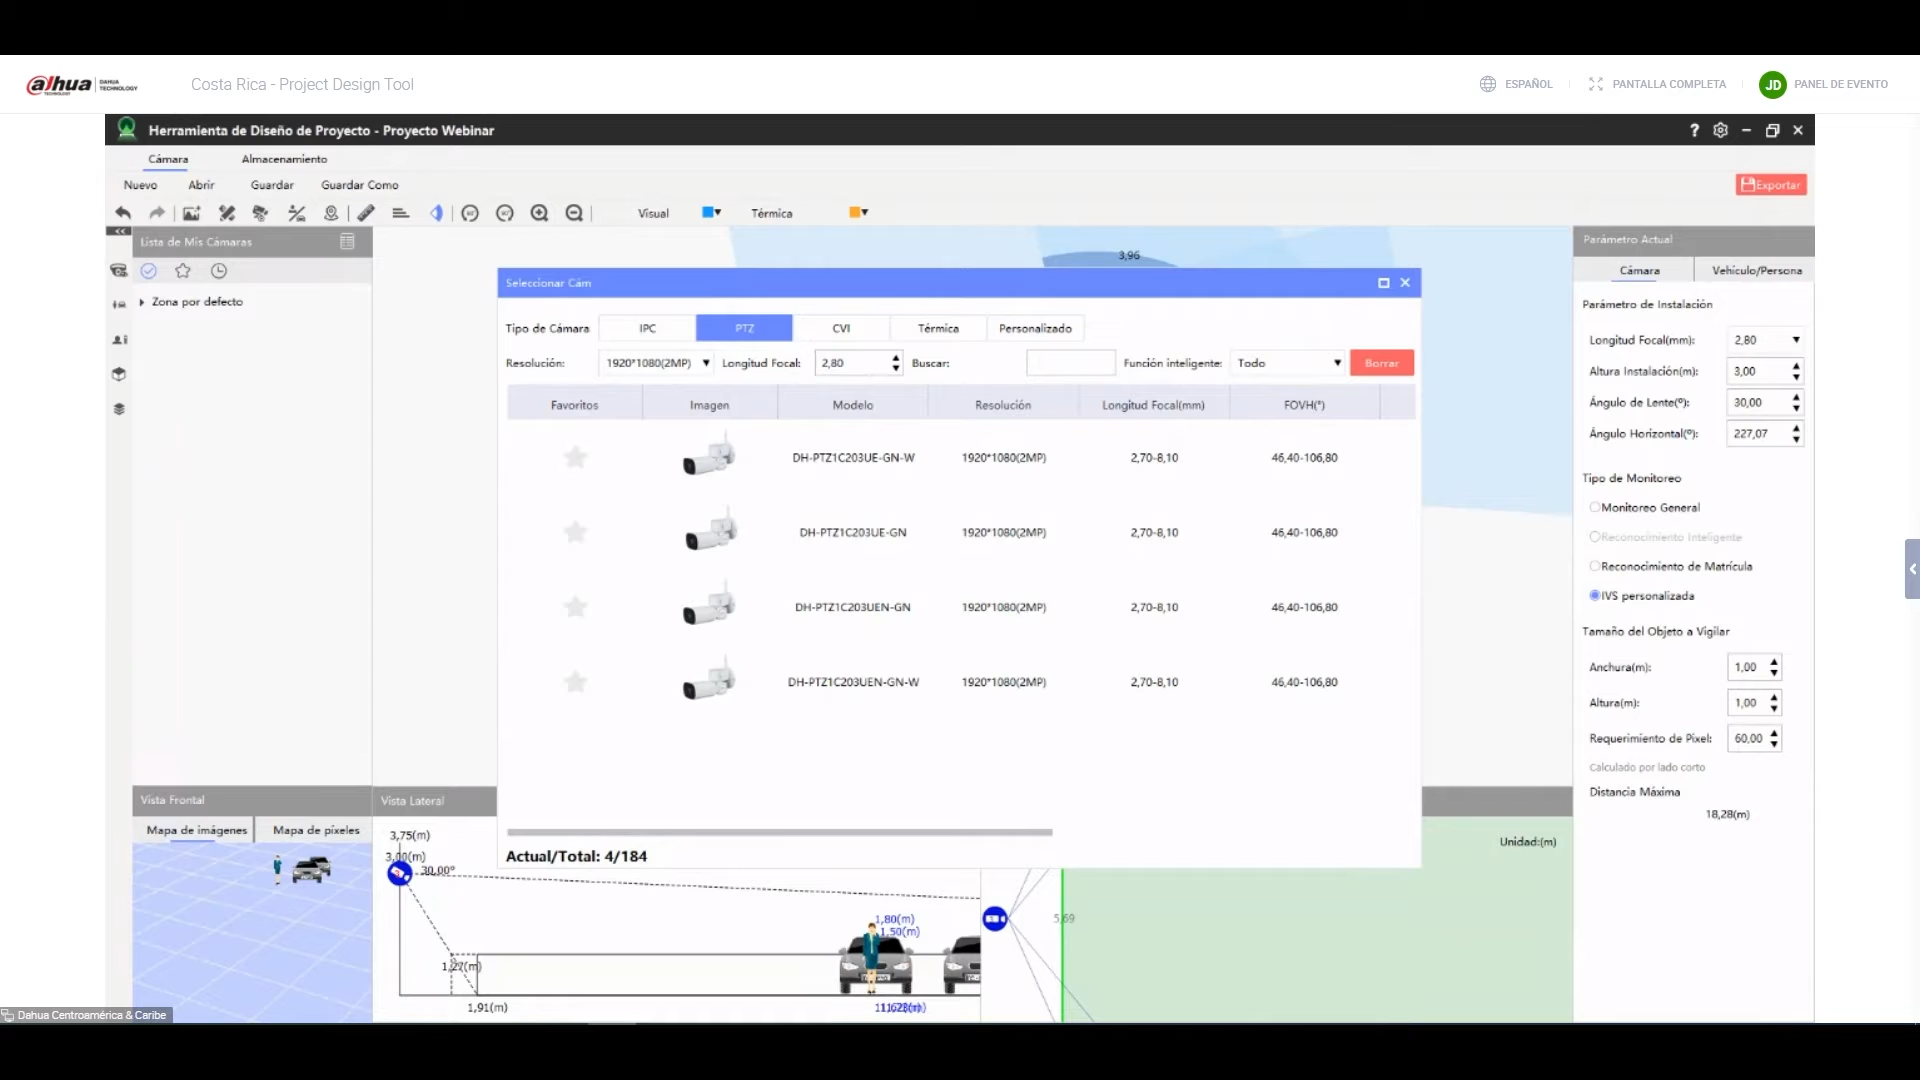 alhua TECHNOLOGY DAHUA TECHNOLOGY
Costa Rica - Project Design Tool
ESPAÑOL
PANTALLA COMPLETA
JD PANEL DE EVENTO
Herramienta de Diseño de Proyecto - Proyecto Webinar
?
Cámara Almacenamiento
Nuevo Abrir Guardar Guardar Como
Exportar
Visual Térmica
Lista de Mis Cámaras
Zona por defecto
3,96
Seleccionar Cám
Tipo de Cámara IPC PTZ CVI Térmica Personalizado
Resolución: 1920*1080(2MP) Longitud Focal: 2,80 Buscar: Función inteligente: Todo Borrar
Favoritos Imagen Modelo Resolución Longitud Focal(mm) FOVH(°)
DH-PTZ1C203UE-GN-W 1920*1080(2MP) 2,70-8,10 46,40-106,80
DH-PTZ1C203UE-GN 1920*1080(2MP) 2,70-8,10 46,40-106,80
DH-PTZ1C203UEN-GN 1920*1080(2MP) 2,70-8,10 46,40-106,80
DH-PTZ1C203UEN-GN-W 1920*1080(2MP) 2,70-8,10 46,40-106,80
Actual/Total: 4/184
Parámetro Actual
Cámara Vehículo/Persona
Parámetro de Instalación
Longitud Focal(mm): 2,80
Altura Instalación(m): 3,00
Ángulo de Lente(º): 30,00
Ángulo Horizontal(º): 227,07
Tipo de Monitoreo
Monitoreo General
Reconocimiento Inteligente
Reconocimiento de Matrícula
IVS personalizada
Tamaño del Objeto a Vigilar
Anchura(m): 1,00
Altura(m): 1,00
Requerimiento de Pixel: 60,00
Calculado por lado corto
Distancia Máxima
18,28(m)
Vista Frontal
Mapa de imágenes Mapa de píxeles
Vista Lateral
3,75(m)
3,00(m)
30,00°
1,80(m)
1,50(m)
1,27(m)
1,91(m)
Unidad:(m)
5,69
Dahua Centroamérica & Caribe